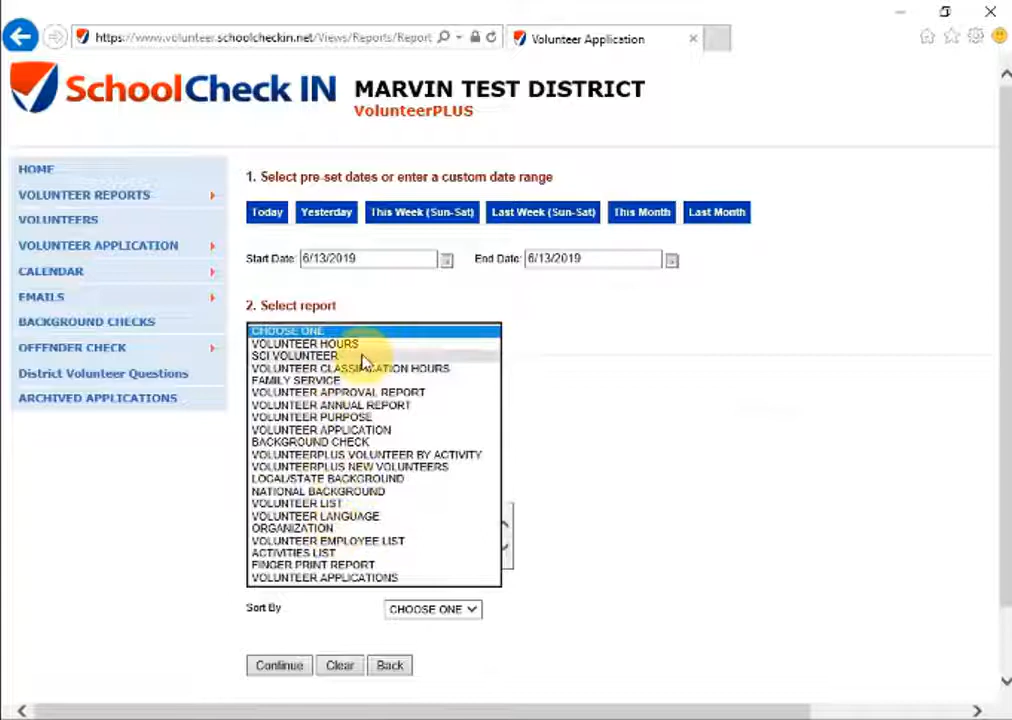 https://www.volunteer.schoolcheckin.net/Views/Reports/Report
Volunteer Application
SchoolCheck IN
MARVIN TEST DISTRICT
VolunteerPLUS
HOME
VOLUNTEER REPORTS
VOLUNTEERS
VOLUNTEER APPLICATION
CALENDAR
EMAILS
BACKGROUND CHECKS
OFFENDER CHECK
District Volunteer Questions
ARCHIVED APPLICATIONS
1. Select pre-set dates or enter a custom date range
Today Yesterday This Week (Sun-Sat) Last Week (Sun-Sat) This Month Last Month
Start Date: 6/13/2019 End Date: 6/13/2019
2. Select report
CHOOSE ONE
VOLUNTEER HOURS
SCI VOLUNTEER
VOLUNTEER CLASSIFICATION HOURS
FAMILY SERVICE
VOLUNTEER APPROVAL REPORT
VOLUNTEER ANNUAL REPORT
VOLUNTEER PURPOSE
VOLUNTEER APPLICATION
BACKGROUND CHECK
VOLUNTEERPLUS VOLUNTEER BY ACTIVITY
VOLUNTEERPLUS NEW VOLUNTEERS
LOCAL/STATE BACKGROUND
NATIONAL BACKGROUND
VOLUNTEER LIST
VOLUNTEER LANGUAGE
ORGANIZATION
VOLUNTEER EMPLOYEE LIST
ACTIVITIES LIST
FINGER PRINT REPORT
VOLUNTEER APPLICATIONS
Sort By CHOOSE ONE
Continue Clear Back